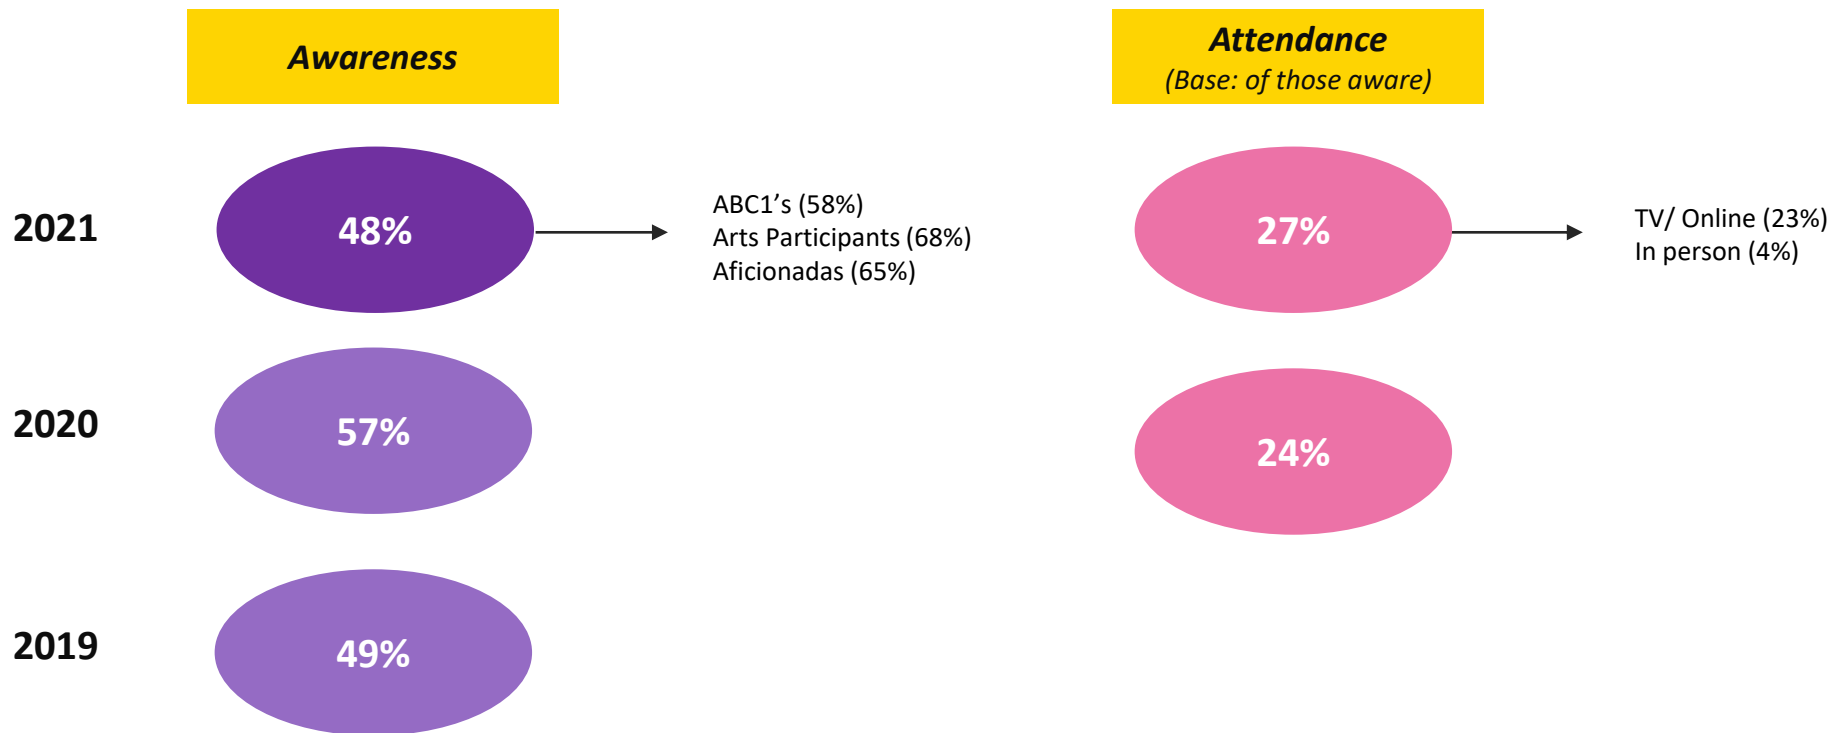 Awareness
Attendance
(Base: of those aware)
2021
48%
ABC1’s (58%)
Arts Participants (68%)
Aficionadas (65%)
27%
TV/ Online (23%)
In person (4%)
2020
57%
24%
2019
49%